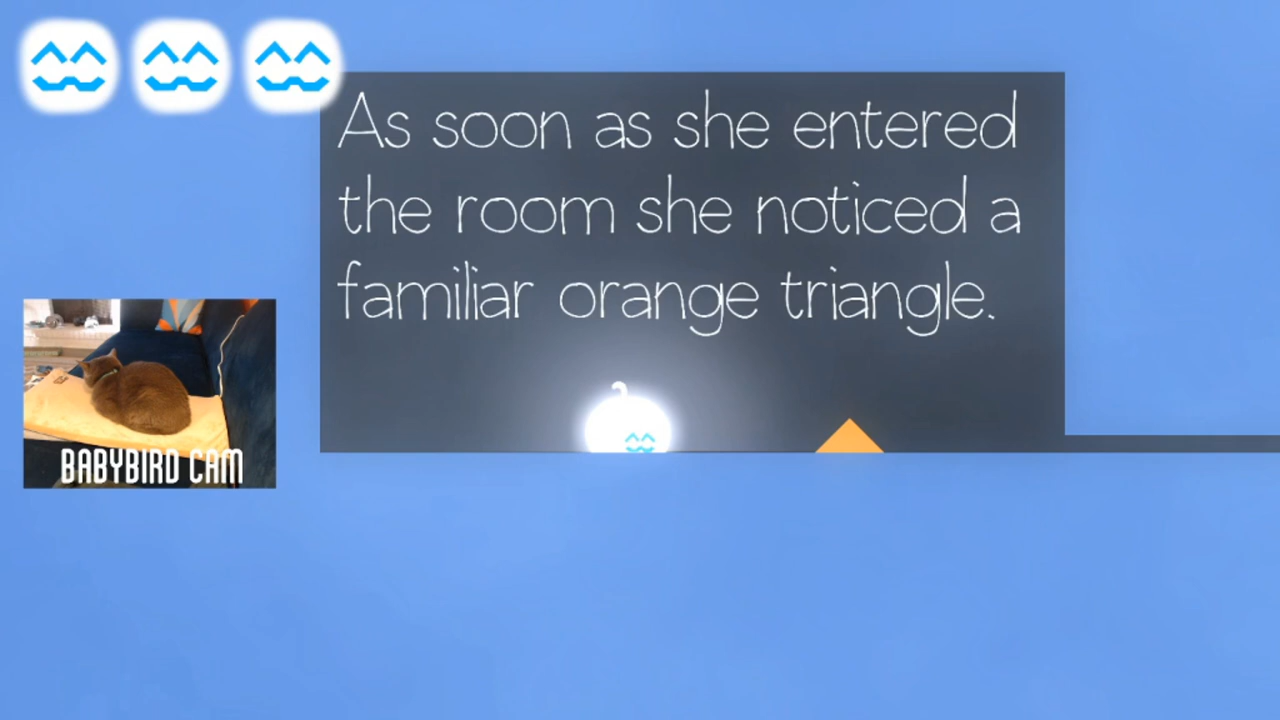 As soon as she entered
the room she noticed a
familiar orange triangle.
BABYBIRD CAM